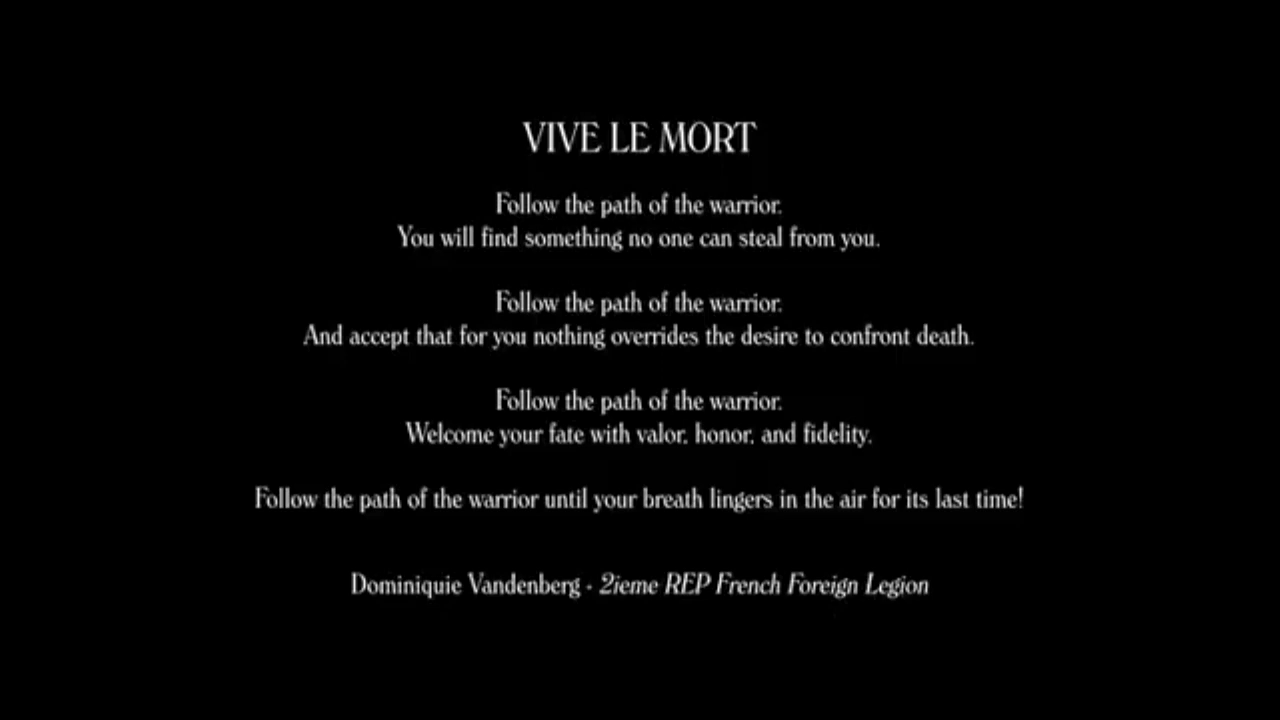 VIVE LE MORT
Follow the path of the warrior.
You will find something no one can steal from you.
Follow the path of the warrior.
And accept that for you nothing overrides the desire to confront death.
Follow the path of the warrior.
Welcome your fate with valor, honor, and fidelity.
Follow the path of the warrior until your breath lingers in the air for its last time!
Dominiquie Vandenberg - 2ieme REP French Foreign Legion